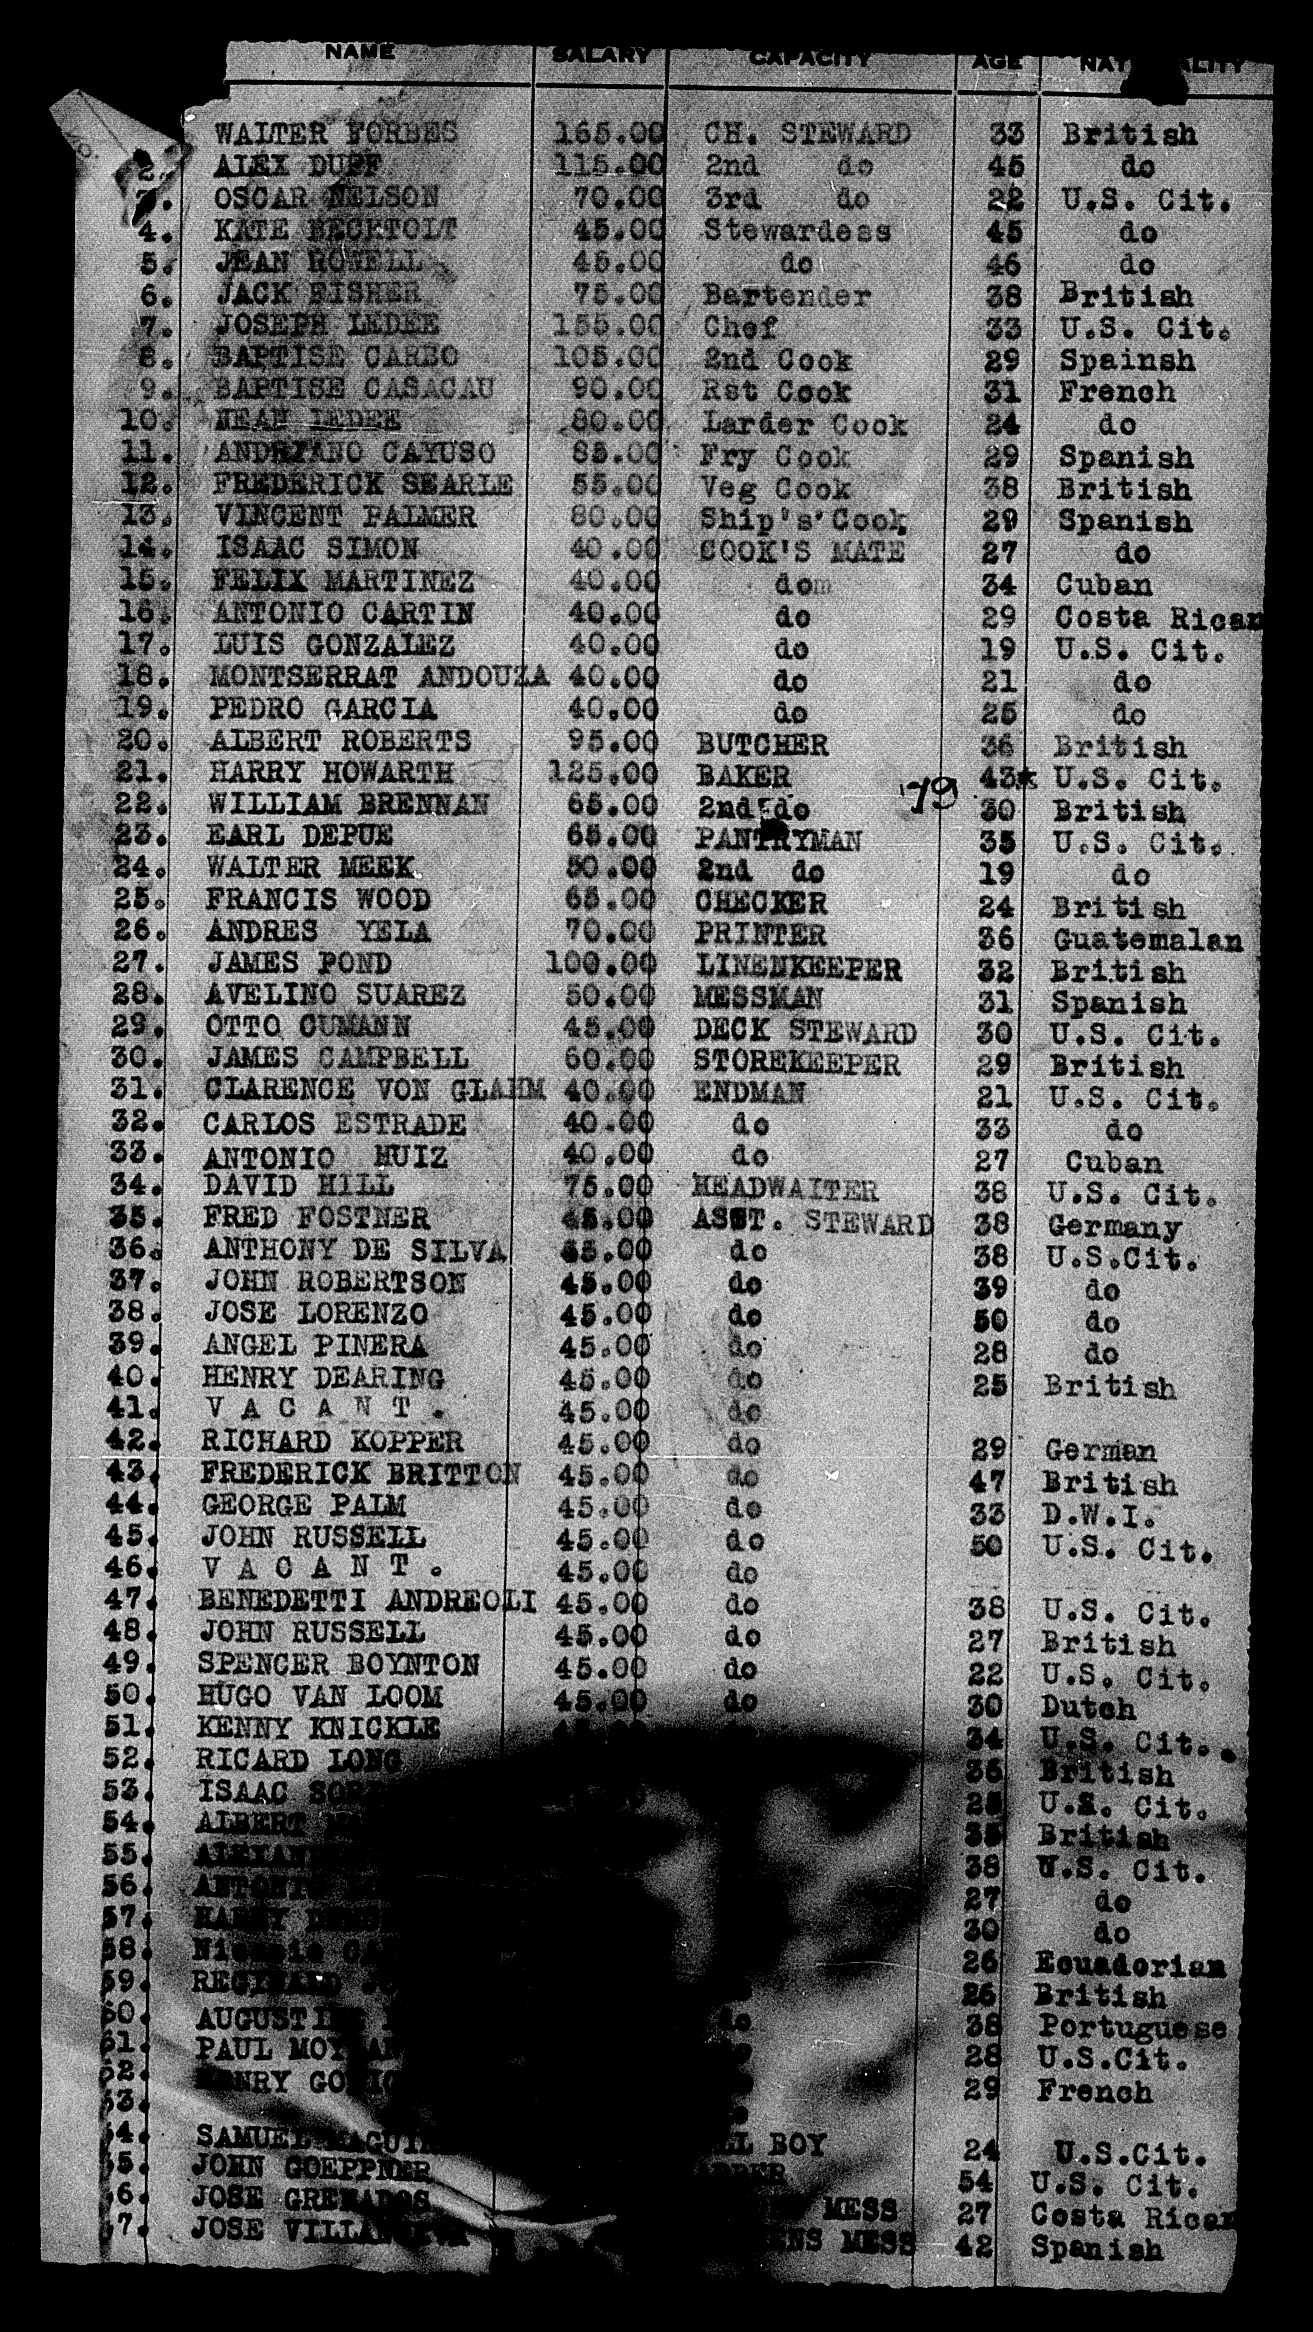 NAME SALARY CAPACITY AGE
WALTER FORBES 165.00 CH. STEWARD 33 British
2. ALEX DUFF 115.00 2nd do 45 do
OSCAR NELSON 70.00 3rd do 22 U.S. Cit.
4. KATE BECKTOLT 45.00 Stewardess 45 do
5. JEAN ROWELL 45.00 do 46 do
6. JACK FISHER 75.00 Bartender 38 British
7. JOSEPH LEDEE 155.00 Chef 33 U.S. Cit.
8. BAPTISE CARBO 105.00 2nd Cook 29 Spainsh
9. BAPTISE CASACAU 90.00 Rst Cook 31 French
10. LEDEE 80.00 Larder Cook 24 do
11. ANDRIANO CAYUSO 85.00 Fry Cook 29 Spanish
12. FREDERICK SEARLE 55.00 Veg Cook 38 British
13. VINCENT PALMER 80.00 Ship's' Cook 29 Spanish
14. ISAAC SIMON 40.00 COOK'S MATE 27 do
15. FELIX MARTINEZ 40.00 dom 34 Cuban
16. ANTONIO CARTIN 40.00 do 29 Costa Rican
17. LUIS GONZALEZ 40.00 do 19 U.S. Cit.
18. MONTSERRAT ANDOUZA 40.00 do 21 do
19. PEDRO GARCIA 40.00 do 25 do
20. ALBERT ROBERTS 95.00 BUTCHER 36 British
21. HARRY HOWARTH 125.00 BAKER 43 U.S. Cit.
22. WILLIAM BRENNAN 65.00 2nd do 79 30 British
23. EARL DEPUE 65.00 PANTRYMAN 35 U.S. Cit.
24. WALTER MEEK 50.00 2nd do 19 do
25. FRANCIS WOOD 65.00 CHECKER 24 British
26. ANDRES YELA 70.00 PRINTER 36 Guatemalan
27. JAMES POND 100.00 LINENKEEPER 32 British
28. AVELINO SUAREZ 50.00 MESSMAN 31 Spanish
29. OTTO CUMANN 45.00 DECK STEWARD 30 U.S. Cit.
30. JAMES CAMPBELL 60.00 STOREKEEPER 29 British
31. CLARENCE VON GLAHM 40.00 ENDMAN 21 U.S. Cit.
32. CARLOS ESTRADE 40.00 do 33 do
33. ANTONIO MUIZ 40.00 do 27 Cuban
34. DAVID HILL 75.00 HEADWAITER 38 U.S. Cit.
35. FRED FOSTNER 45.00 ASST. STEWARD 38 Germany
36. ANTHONY DE SILVA 45.00 do 38 U.S.Cit.
37. JOHN ROBERTSON 45.00 do 39 do
38. JOSE LORENZO 45.00 do 50 do
39. ANGEL PINERA 45.00 do 28 do
40. HENRY DEARING 45.00 do 25 British
41. V A C A N T . 45.00 do
42. RICHARD KOPPER 45.00 do 29 German
43. FREDERICK BRITTON 45.00 do 47 British
44. GEORGE PALM 45.00 do 33 D.W.I.
45. JOHN RUSSELL 45.00 do 50 U.S. Cit.
46. V A C A N T . 45.00 do
47. BENEDETTI ANDREOLI 45.00 do 38 U.S. Cit.
48. JOHN RUSSELL 45.00 do 27 British
49. SPENCER BOYNTON 45.00 do 22 U.S. Cit.
50. HUGO VAN LOOM 45.00 do 30 Dutch
51. KENNY KNICKLE 34 U.S. Cit.
52. RICARD LONG 36 British
53. ISAAC U.S. Cit.
54. ALBERT 35 British
55. 38 U.S. Cit.
56. ANTONIO 27 do
57. HARRY 30 do
58. 26 Ecuadorian
59. REGINALD 26 British
60. AUGUSTINE do 38 Portuguese
61. PAUL 28 U.S.Cit.
62. HENRY 29 French
63.
64. SAMUEL BOY 24 U.S.Cit.
65. JOHN GOEPPNER 54 U.S. Cit.
66. JOSE GRENADOS MESS 27 Costa Rican
67. JOSE MESS 42 Spanish